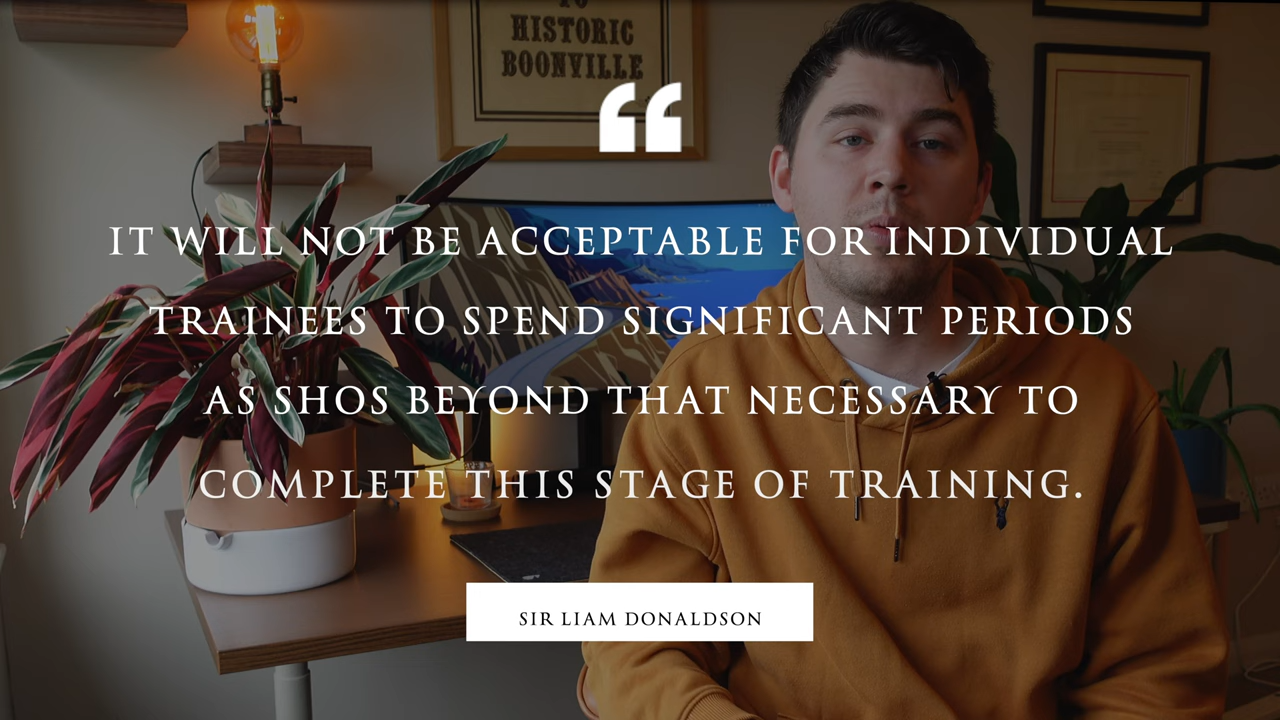 TO
HISTORIC
BOONVILLE
“
IT WILL NOT BE ACCEPTABLE FOR INDIVIDUAL
TRAINEES TO SPEND SIGNIFICANT PERIODS
AS SHOS BEYOND THAT NECESSARY TO
COMPLETE THIS STAGE OF TRAINING.
SIR LIAM DONALDSON